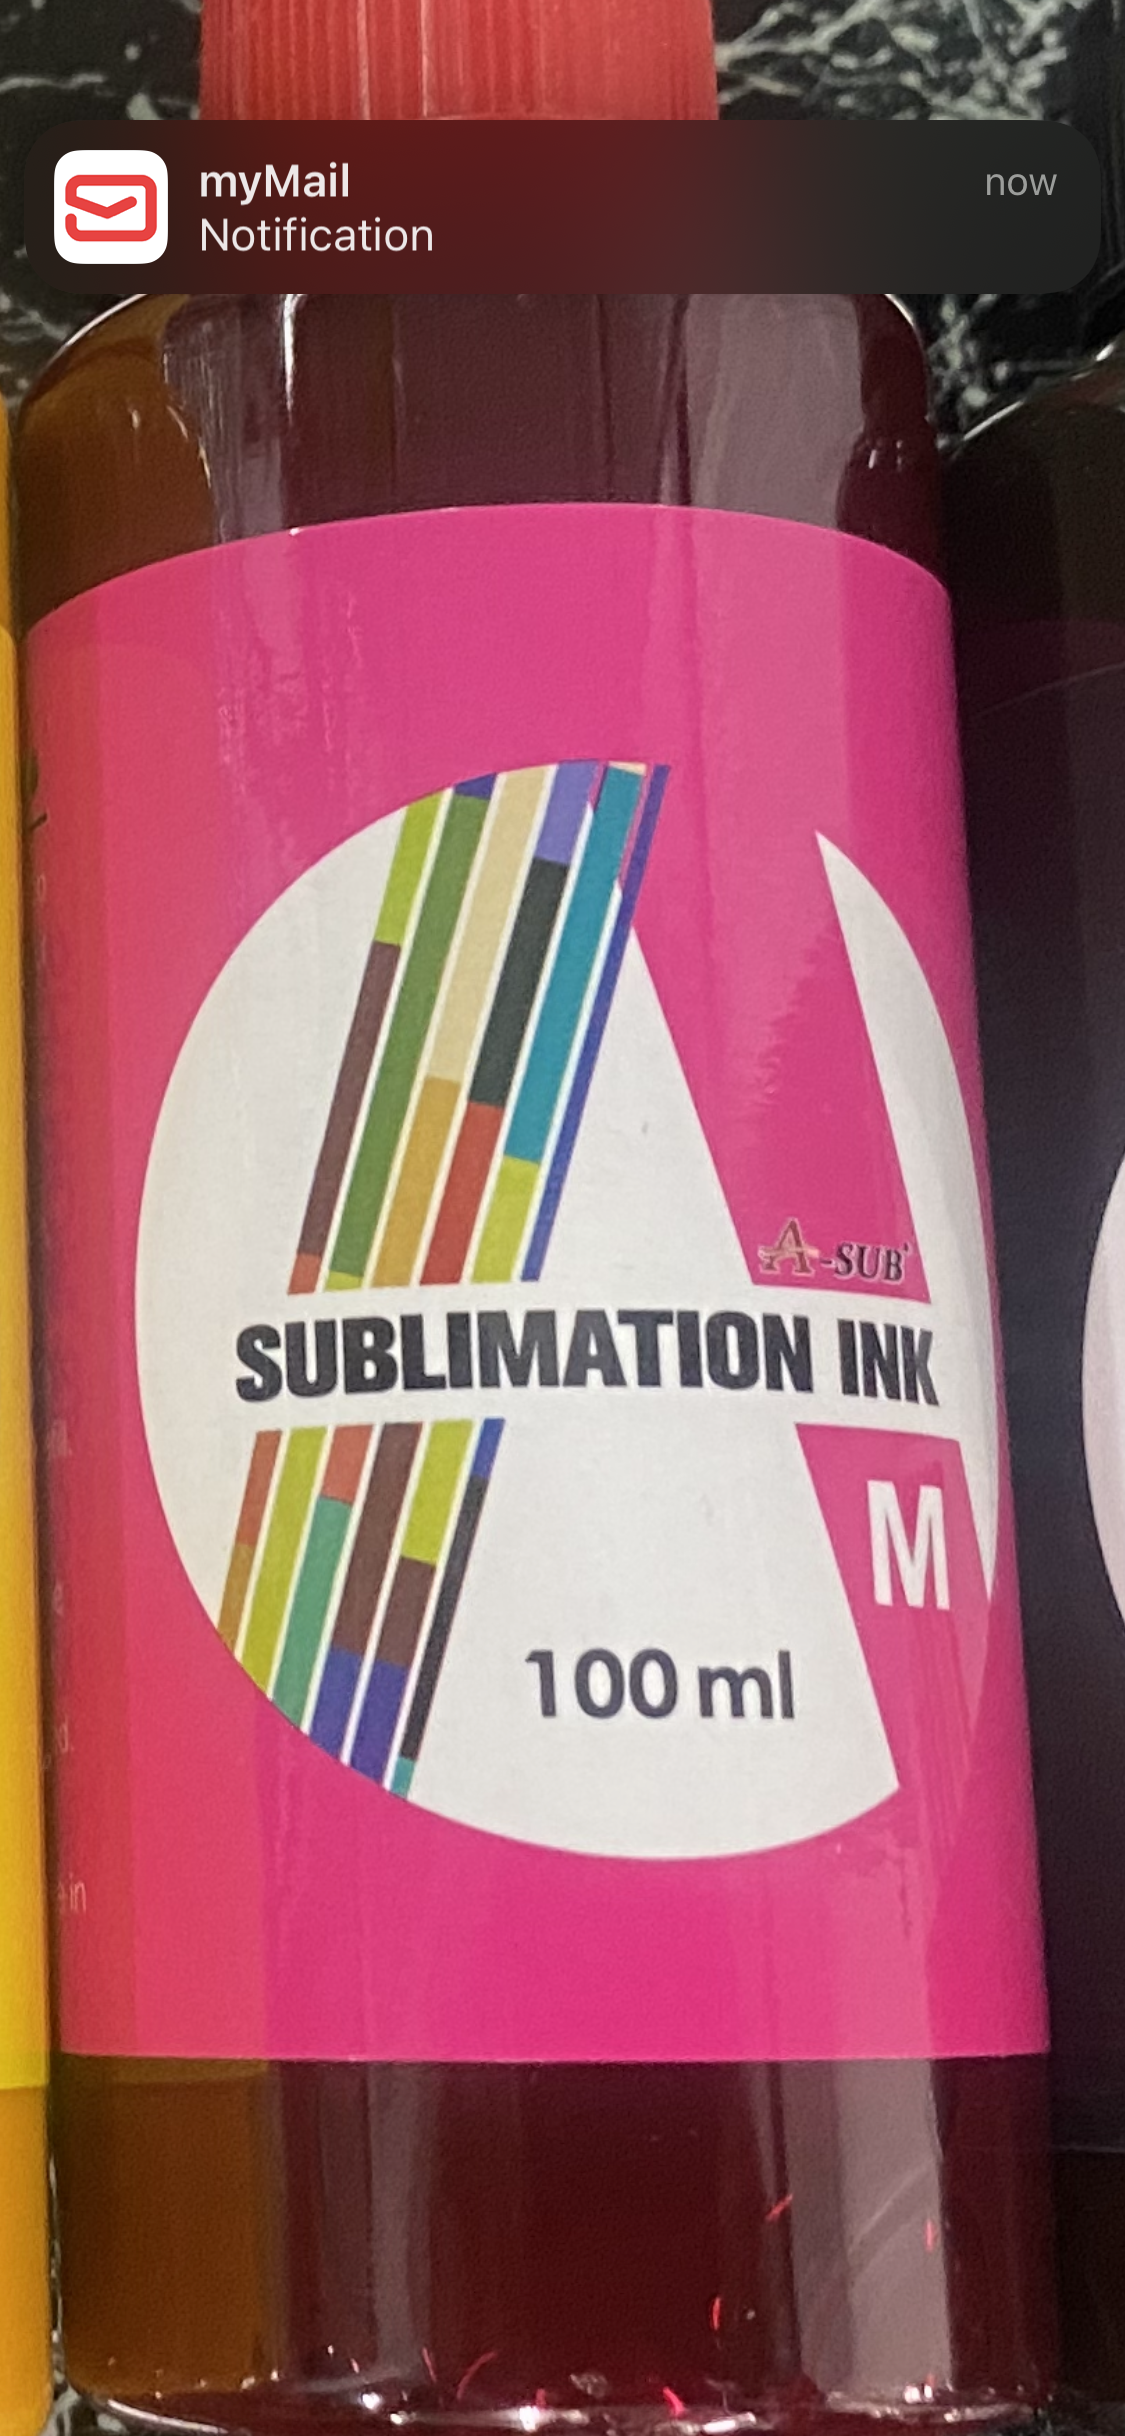 myMail
now
Notification
A-SUB
SUBLIMATION INK
M
100 ml